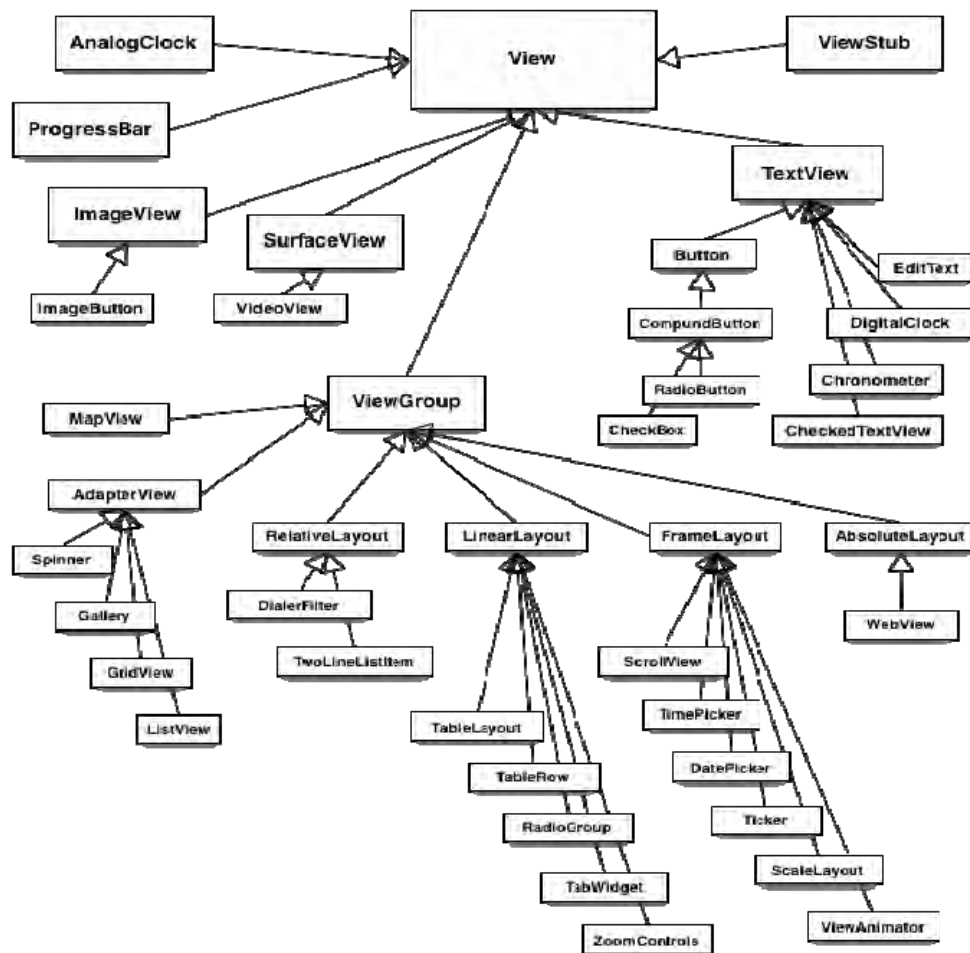 AnalogClock
View
ViewStub
ProgressBar
TextView
ImageView
SurfaceView
Button
EditText
ImageButton
VideoView
CompundButton
DigitalClock
RadioButton
Chronometer
ViewGroup
MapView
CheckBox
CheckedTextView
AdapterView
RelativeLayout
LinearLayout
FrameLayout
AbsoluteLayout
Spinner
DialerFilter
Gallery
WebView
TwoLineListItem
ScrollView
GridView
ListView
TableLayout
TimePicker
TableRow
DatePicker
RadioGroup
Ticker
ScaleLayout
TabWidget
ViewAnimator
ZoomControls